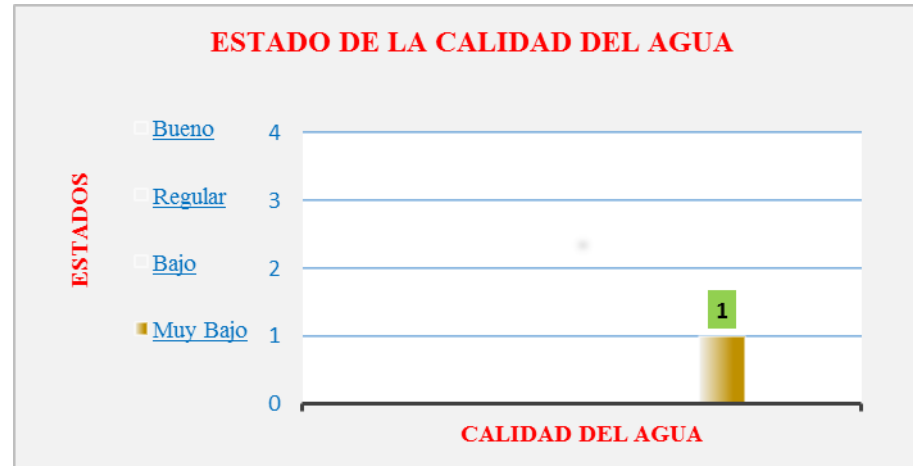 ESTADO DE LA CALIDAD DEL AGUA
ESTADOS
Bueno 4
Regular 3
Bajo 2
Muy Bajo 1
1
0
CALIDAD DEL AGUA